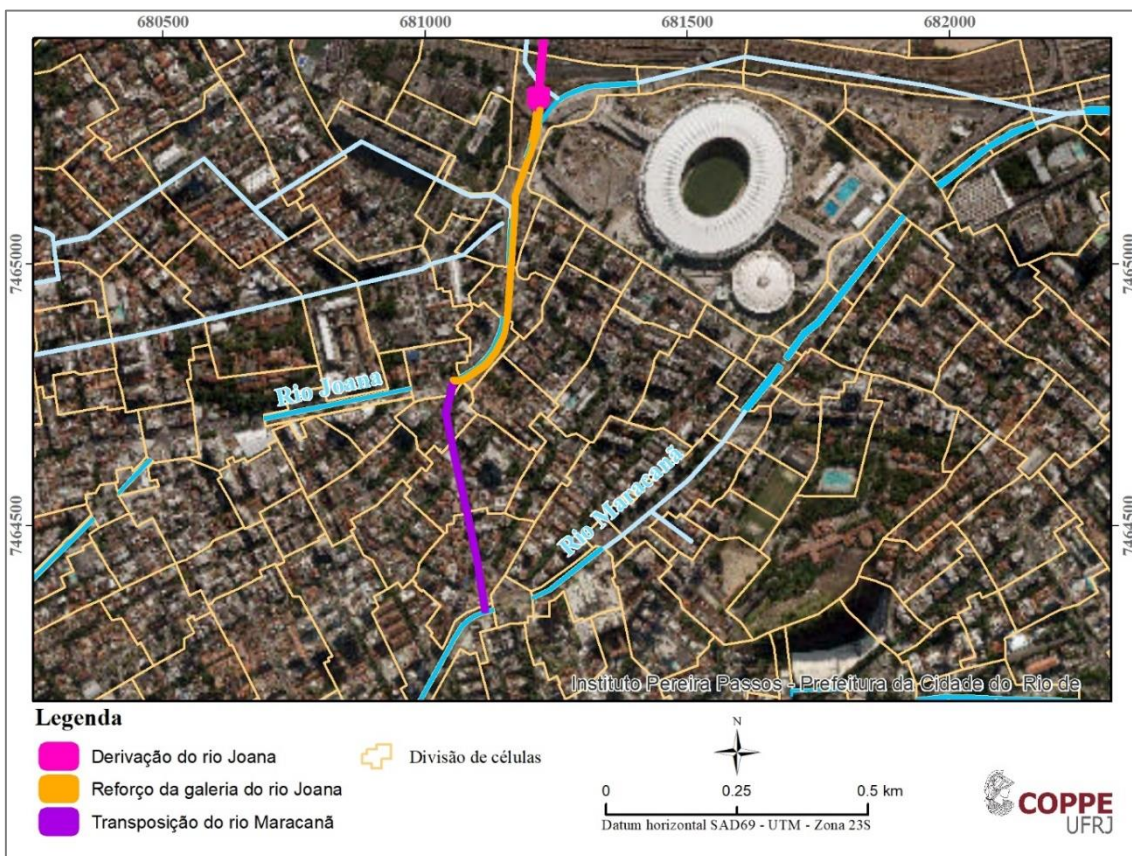 680500 681000 681500 682000
7465000 7465000
Rio Joana
Rio Maracanã
7464500 7464500
Instituto Pereira Passos - Prefeitura da Cidade do Rio de
Legenda
Derivação do rio Joana
Reforço da galeria do rio Joana
Transposição do rio Maracanã
Divisão de células
N
0 0.25 0.5 km
Datum horizontal SAD69 - UTM - Zona 23S
COPPE
UFRJ